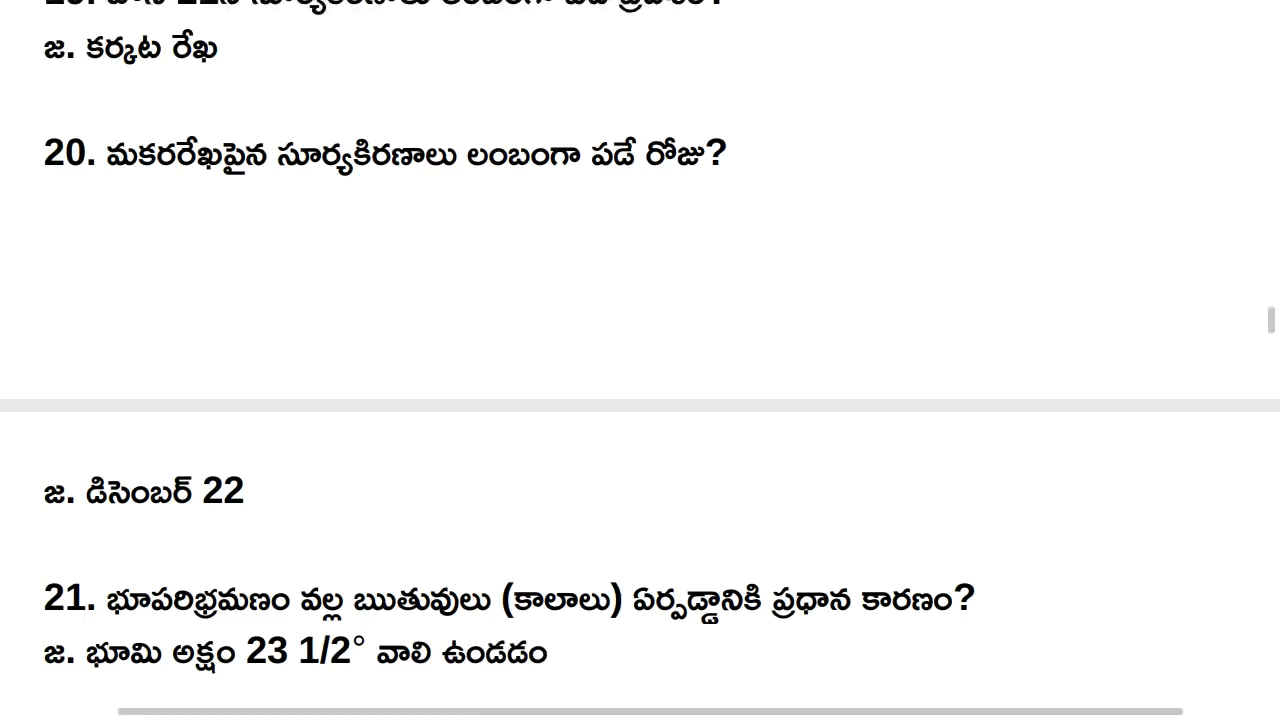 జ. కర్కట రేఖ
20. మకరరేఖపైన సూర్యకిరణాలు లంబంగా పడే రోజు?
జ. డిసెంబర్ 22
21. భూపరిభ్రమణం వల్ల ఋతువులు (కాలాలు) ఏర్పడ్డానికి ప్రధాన కారణం?
జ. భూమి అక్షం 23 1/2° వాలి ఉండడం